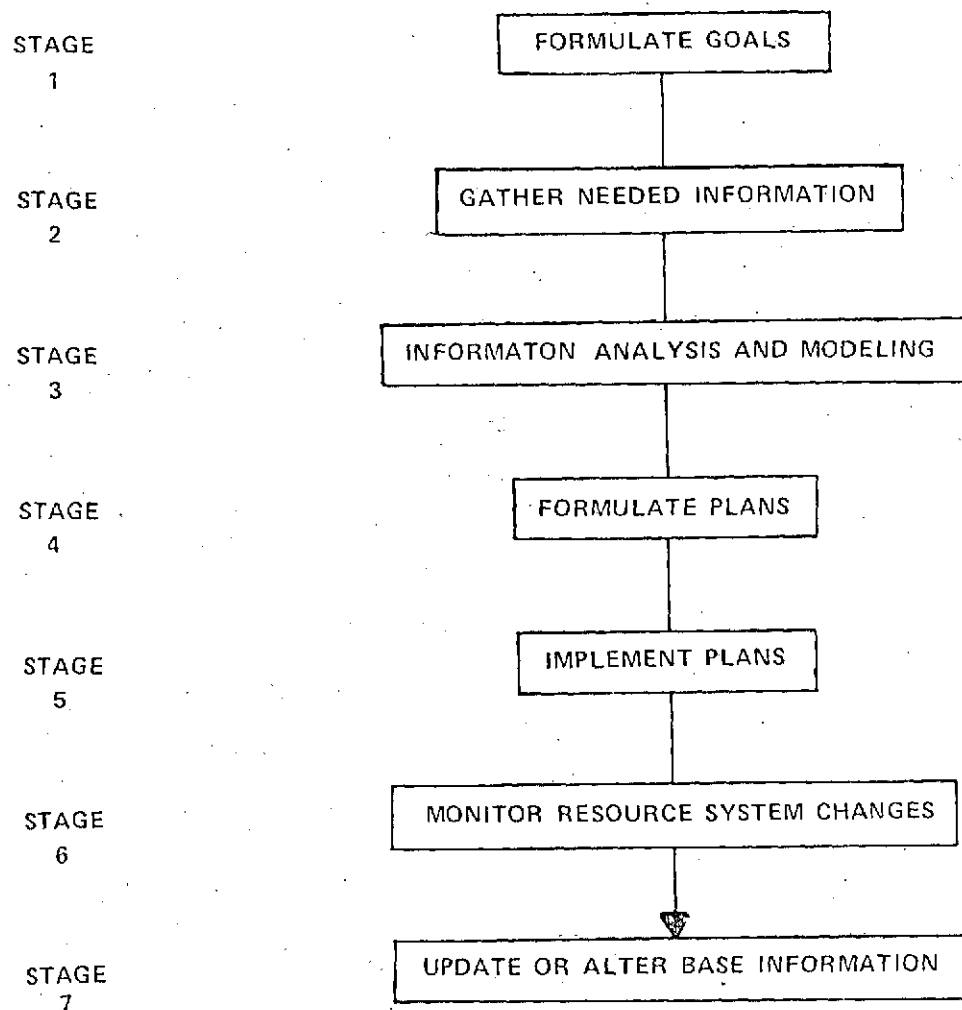 STAGE
1
FORMULATE GOALS
STAGE
2
GATHER NEEDED INFORMATION
STAGE
3
INFORMATON ANALYSIS AND MODELING
STAGE
4
FORMULATE PLANS
STAGE
5
IMPLEMENT PLANS
STAGE
6
MONITOR RESOURCE SYSTEM CHANGES
STAGE
7
UPDATE OR ALTER BASE INFORMATION